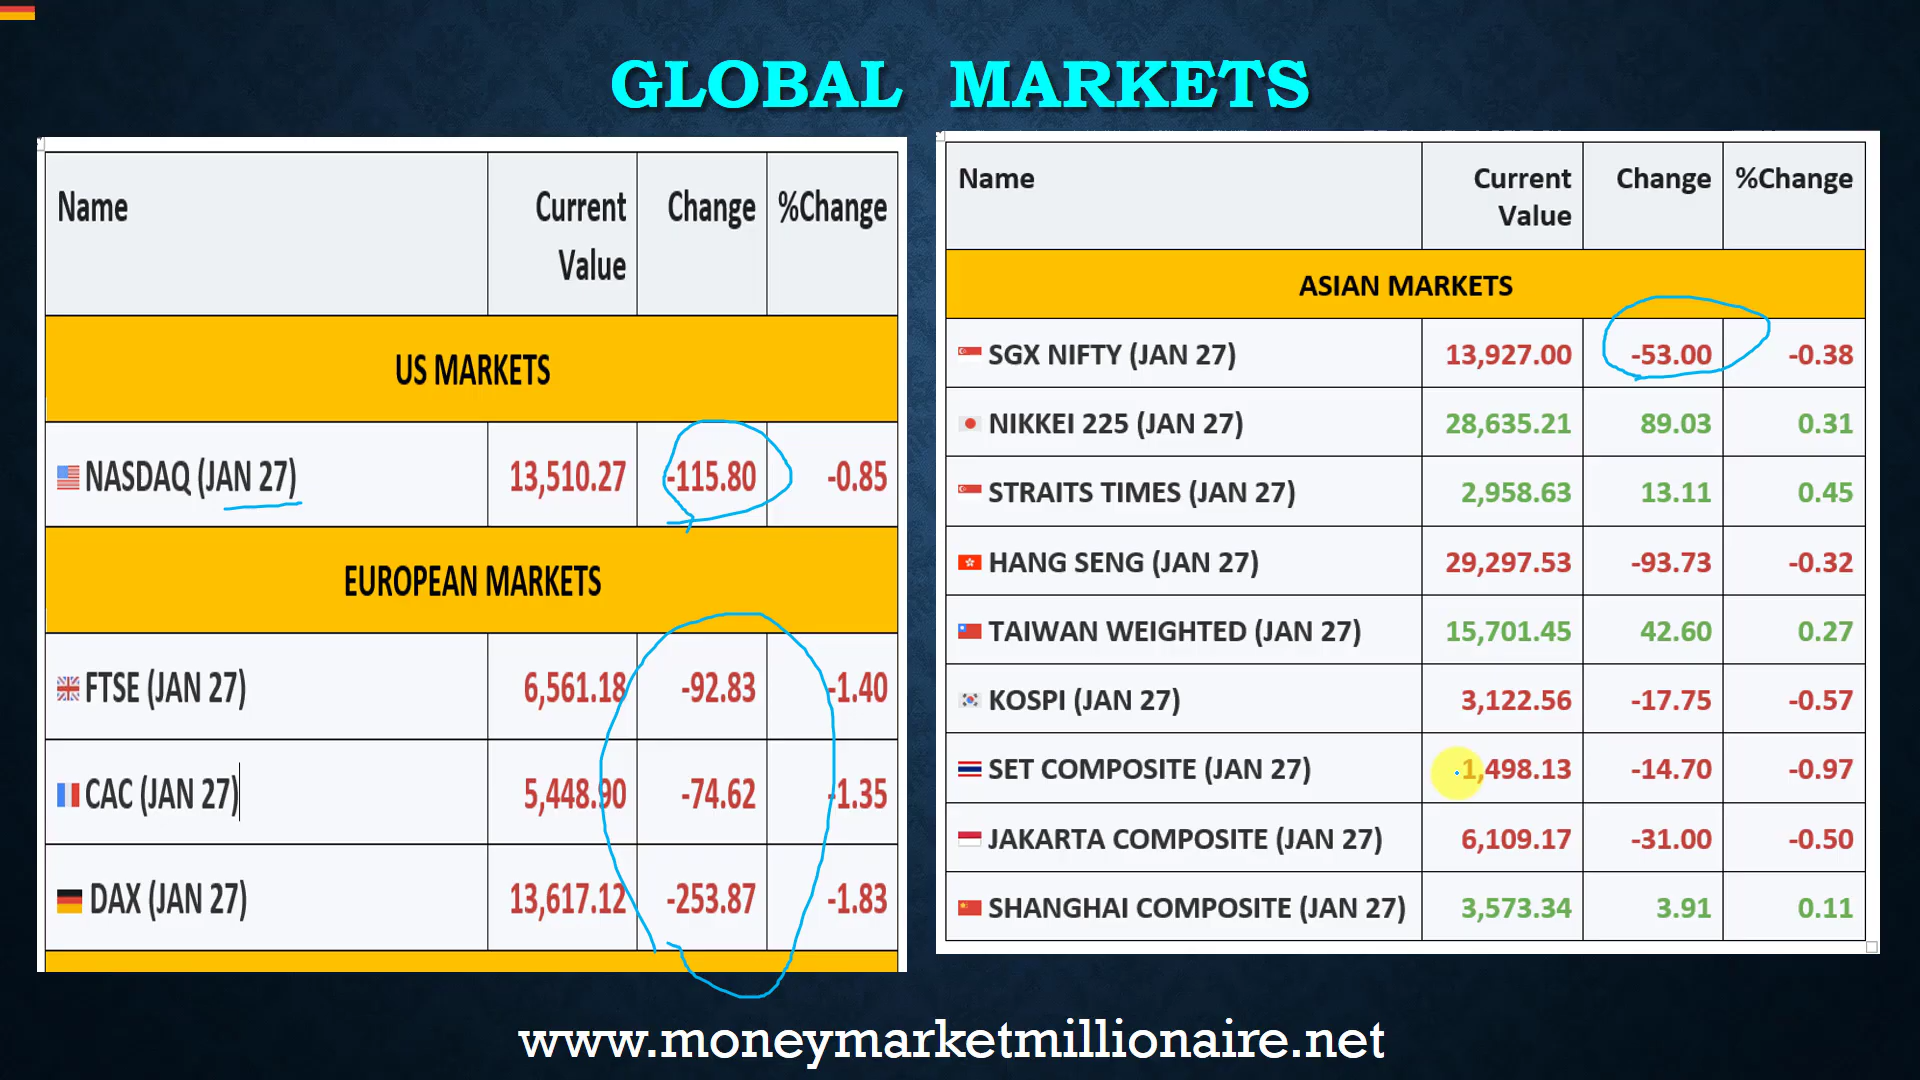 GLOBAL MARKETS
Name Current Value Change %Change
US MARKETS
NASDAQ (JAN 27) 13,510.27 -115.80 -0.85
EUROPEAN MARKETS
FTSE (JAN 27) 6,561.18 -92.83 -1.40
CAC (JAN 27) 5,448.90 -74.62 -1.35
DAX (JAN 27) 13,617.12 -253.87 -1.83
Name Current Value Change %Change
ASIAN MARKETS
SGX NIFTY (JAN 27) 13,927.00 -53.00 -0.38
NIKKEI 225 (JAN 27) 28,635.21 89.03 0.31
STRAITS TIMES (JAN 27) 2,958.63 13.11 0.45
HANG SENG (JAN 27) 29,297.53 -93.73 -0.32
TAIWAN WEIGHTED (JAN 27) 15,701.45 42.60 0.27
KOSPI (JAN 27) 3,122.56 -17.75 -0.57
SET COMPOSITE (JAN 27) 1,498.13 -14.70 -0.97
JAKARTA COMPOSITE (JAN 27) 6,109.17 -31.00 -0.50
SHANGHAI COMPOSITE (JAN 27) 3,573.34 3.91 0.11
www.moneymarketmillionaire.net